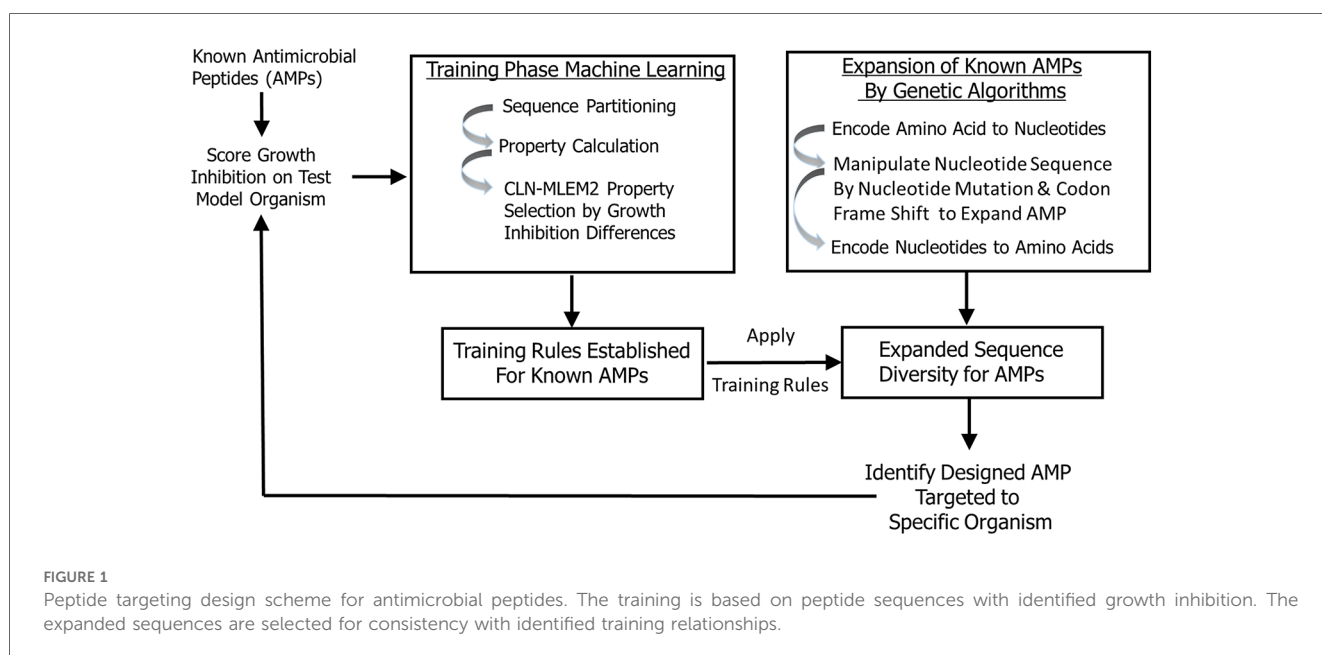 Known Antimicrobial
Peptides (AMPs)
Score Growth
Inhibition on Test
Model Organism
Training Phase Machine Learning
Sequence Partitioning
Property Calculation
CLN-MLEM2 Property
Selection by Growth
Inhibition Differences
Expansion of Known AMPs
By Genetic Algorithms
Encode Amino Acid to Nucleotides
Manipulate Nucleotide Sequence
By Nucleotide Mutation & Codon
Frame Shift to Expand AMP
Encode Nucleotides to Amino Acids
Training Rules Established
For Known AMPs
Apply
Training Rules
Expanded Sequence
Diversity for AMPs
Identify Designed AMP
Targeted to
Specific Organism
FIGURE 1
Peptide targeting design scheme for antimicrobial peptides. The training is based on peptide sequences with identified growth inhibition. The
expanded sequences are selected for consistency with identified training relationships.